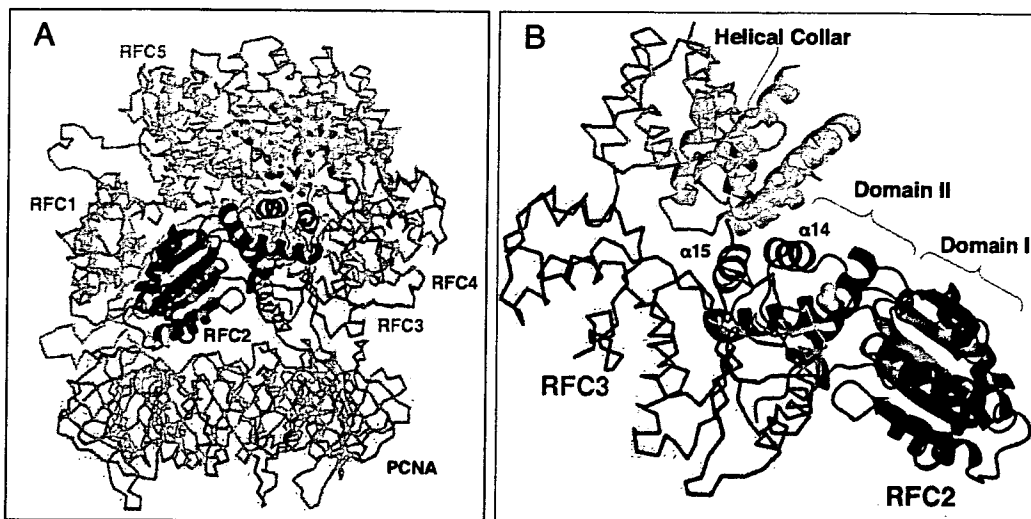 A
RFC5
RFC1
RFC2
RFC4
RFC3
PCNA
B
Helical Collar
Domain II
Domain I
α15
α14
RFC3
RFC2